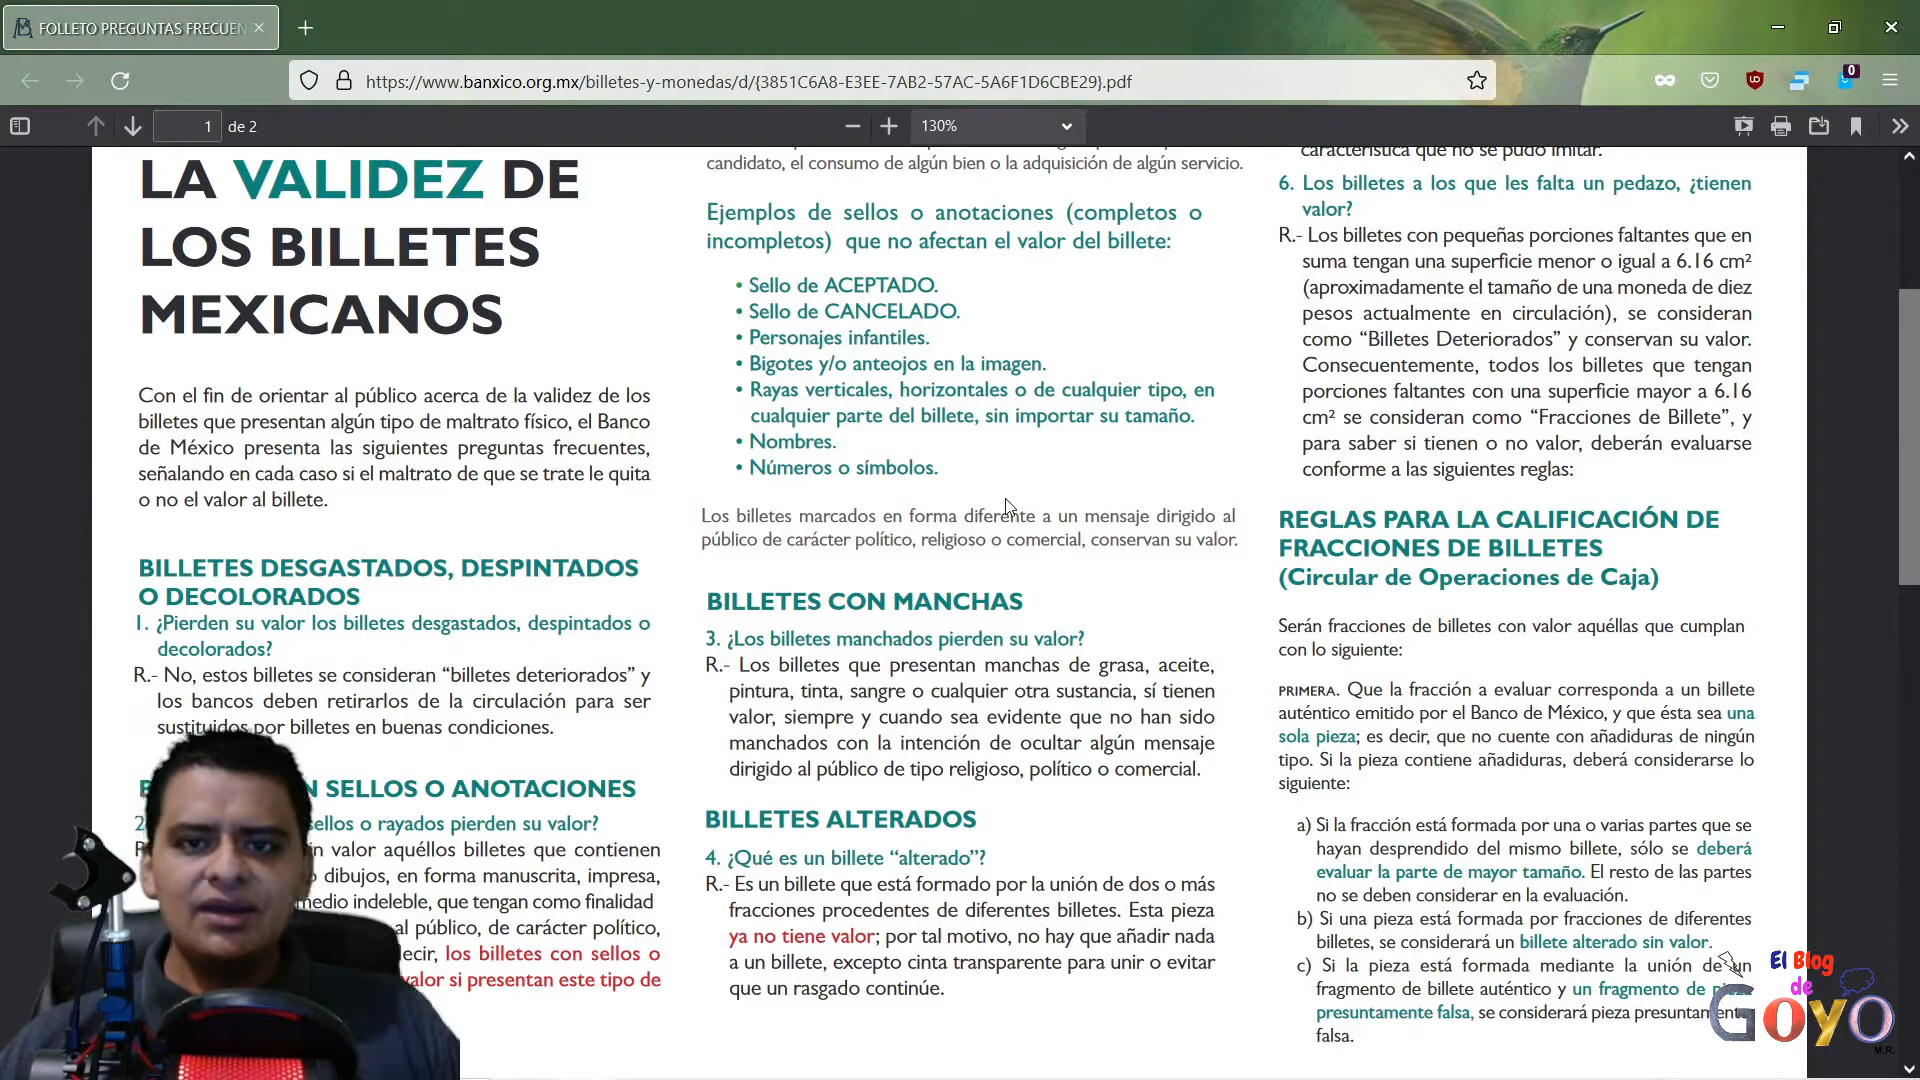 FOLLETO PREGUNTAS FRECUEN
0
https://www.banxico.org.mx/billetes-y-monedas/d/{3851C6A8-E3EE-7AB2-57AC-5A6F1D6CBE29}.pdf
1 de 2
130%
LA VALIDEZ DE
LOS BILLETES
MEXICANOS
Con el fin de orientar al público acerca de la validez de los
billetes que presentan algún tipo de maltrato físico, el Banco
de México presenta las siguientes preguntas frecuentes,
señalando en cada caso si el maltrato de que se trate le quita
o no el valor al billete.
BILLETES DESGASTADOS, DESPINTADOS
O DECOLORADOS
1. ¿Pierden su valor los billetes desgastados, despintados o
decolorados?
R.- No, estos billetes se consideran “billetes deteriorados” y
los bancos deben retirarlos de la circulación para ser
sustituidos por billetes en buenas condiciones.
SELLOS O ANOTACIONES
sellos o rayados pierden su valor?
valor aquéllos billetes que contienen
o dibujos, en forma manuscrita, impresa,
medio indeleble, que tengan como finalidad
al público, de carácter político,
decir, los billetes con sellos o
valor si presentan este tipo de
candidato, el consumo de algún bien o la adquisición de algún servicio.
Ejemplos de sellos o anotaciones (completos o
incompletos) que no afectan el valor del billete:
• Sello de ACEPTADO.
• Sello de CANCELADO.
• Personajes infantiles.
• Bigotes y/o anteojos en la imagen.
• Rayas verticales, horizontales o de cualquier tipo, en
cualquier parte del billete, sin importar su tamaño.
• Nombres.
• Números o símbolos.
Los billetes marcados en forma diferente a un mensaje dirigido al
público de carácter político, religioso o comercial, conservan su valor.
BILLETES CON MANCHAS
3. ¿Los billetes manchados pierden su valor?
R.- Los billetes que presentan manchas de grasa, aceite,
pintura, tinta, sangre o cualquier otra sustancia, sí tienen
valor, siempre y cuando sea evidente que no han sido
manchados con la intención de ocultar algún mensaje
dirigido al público de tipo religioso, político o comercial.
BILLETES ALTERADOS
4. ¿Qué es un billete “alterado”?
R.- Es un billete que está formado por la unión de dos o más
fracciones procedentes de diferentes billetes. Esta pieza
ya no tiene valor; por tal motivo, no hay que añadir nada
a un billete, excepto cinta transparente para unir o evitar
que un rasgado continúe.
característica que no se pudo imitar.
6. Los billetes a los que les falta un pedazo, ¿tienen
valor?
R.- Los billetes con pequeñas porciones faltantes que en
suma tengan una superficie menor o igual a 6.16 cm²
(aproximadamente el tamaño de una moneda de diez
pesos actualmente en circulación), se consideran
como “Billetes Deteriorados” y conservan su valor.
Consecuentemente, todos los billetes que tengan
porciones faltantes con una superficie mayor a 6.16
cm² se consideran como “Fracciones de Billete”, y
para saber si tienen o no valor, deberán evaluarse
conforme a las siguientes reglas:
REGLAS PARA LA CALIFICACIÓN DE
FRACCIONES DE BILLETES
(Circular de Operaciones de Caja)
Serán fracciones de billetes con valor aquéllas que cumplan
con lo siguiente:
PRIMERA. Que la fracción a evaluar corresponda a un billete
auténtico emitido por el Banco de México, y que ésta sea una
sola pieza; es decir, que no cuente con añadiduras de ningún
tipo. Si la pieza contiene añadiduras, deberá considerarse lo
siguiente:
a) Si la fracción está formada por una o varias partes que se
hayan desprendido del mismo billete, sólo se deberá
evaluar la parte de mayor tamaño. El resto de las partes
no se deben considerar en la evaluación.
b) Si una pieza está formada por fracciones de diferentes
billetes, se considerará un billete alterado sin valor.
c) Si la pieza está formada mediante la unión de un
fragmento de billete auténtico y un fragmento de
presuntamente falsa, se considerará pieza presuntamente
falsa.
El Blog
de
GOYO
M.R.